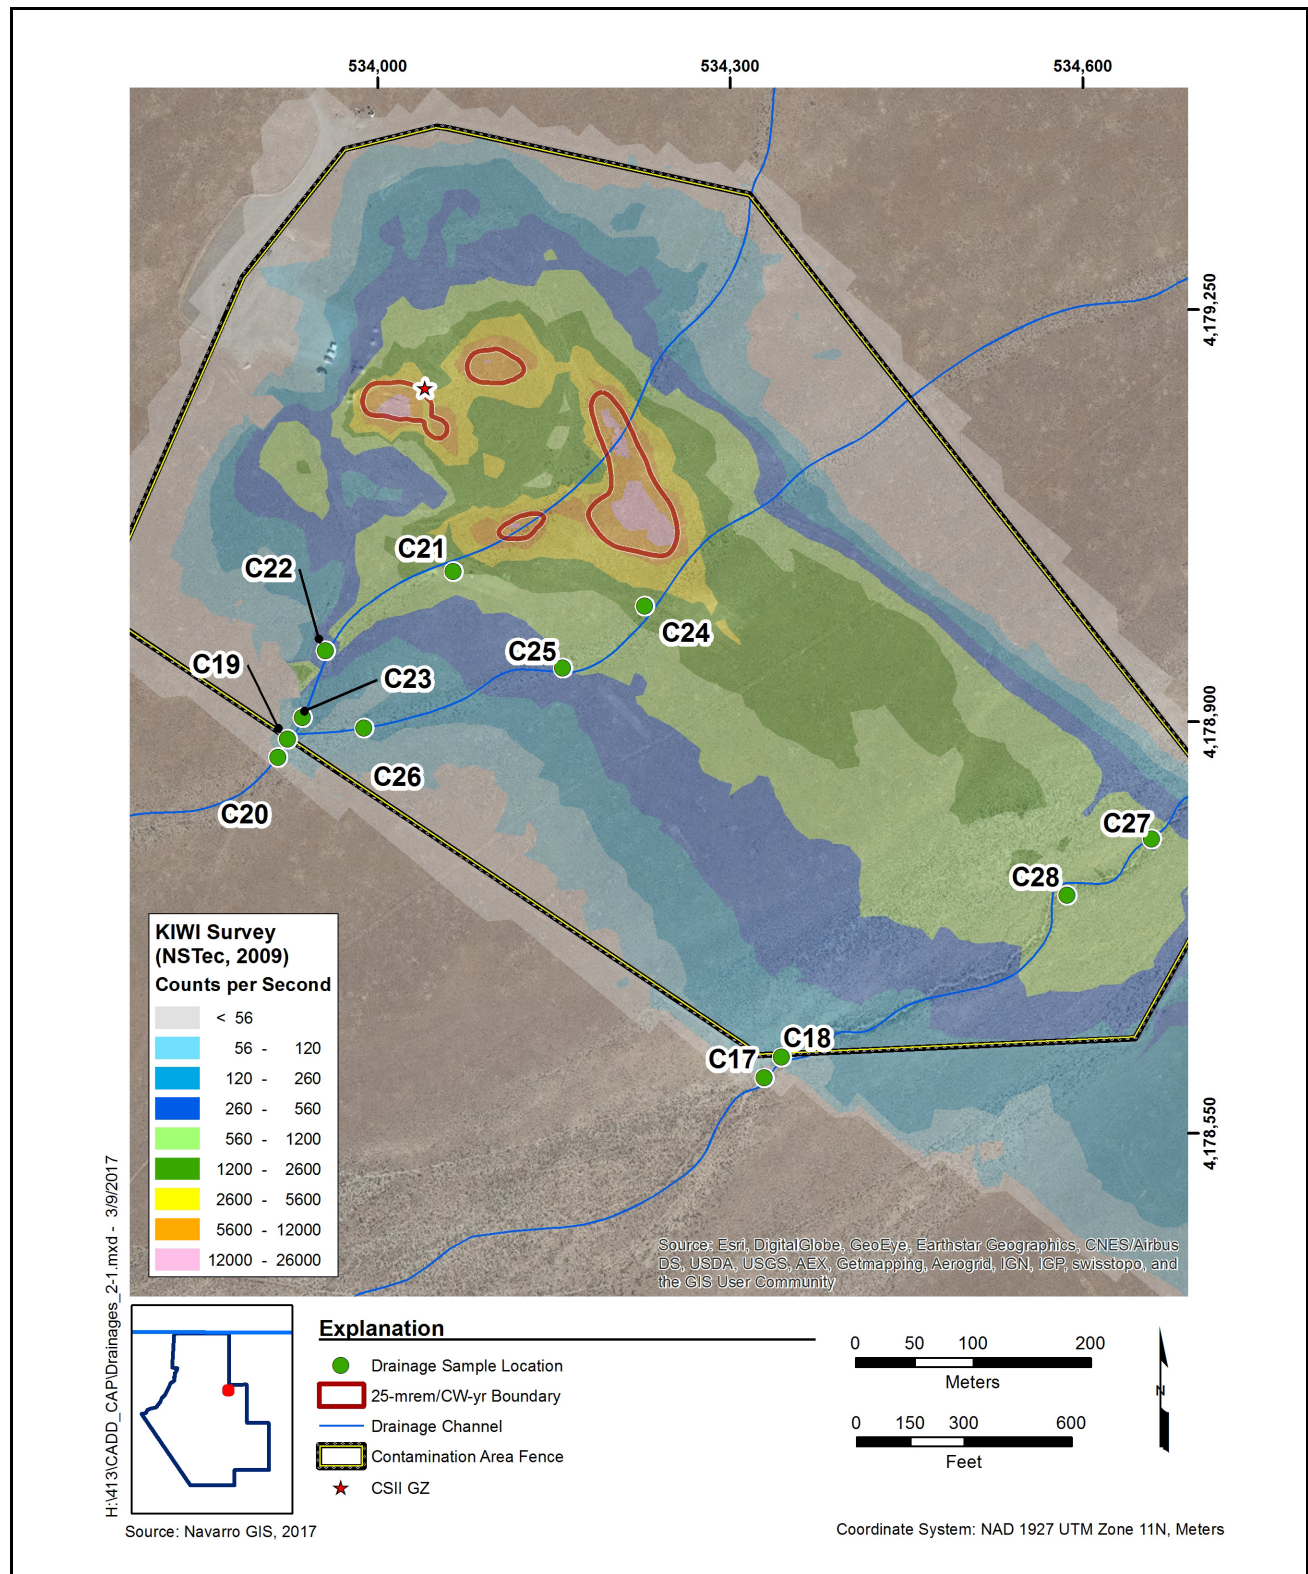 534,000
534,300
534,600
4,179,250
4,178,900
4,178,550
C21
C22
C24
C25
C19
C23
C26
C20
C27
C28
C18
C17
KIWI Survey
(NSTec, 2009)
Counts per Second
< 56
56 - 120
120 - 260
260 - 560
560 - 1200
1200 - 2600
2600 - 5600
5600 - 12000
12000 - 26000
Source: Esri, DigitalGlobe, GeoEye, Earthstar Geographics, CNES/Airbus
DS, USDA, USGS, AEX, Getmapping, Aerogrid, IGN, IGP, swisstopo, and
the GIS User Community
H:\413\CADD_CAP\Drainages_2-1.mxd - 3/9/2017
Explanation
Drainage Sample Location
25-mrem/CW-yr Boundary
Drainage Channel
Contamination Area Fence
CSII GZ
0 50 100 200
Meters
0 150 300 600
Feet
N
Source: Navarro GIS, 2017
Coordinate System: NAD 1927 UTM Zone 11N, Meters